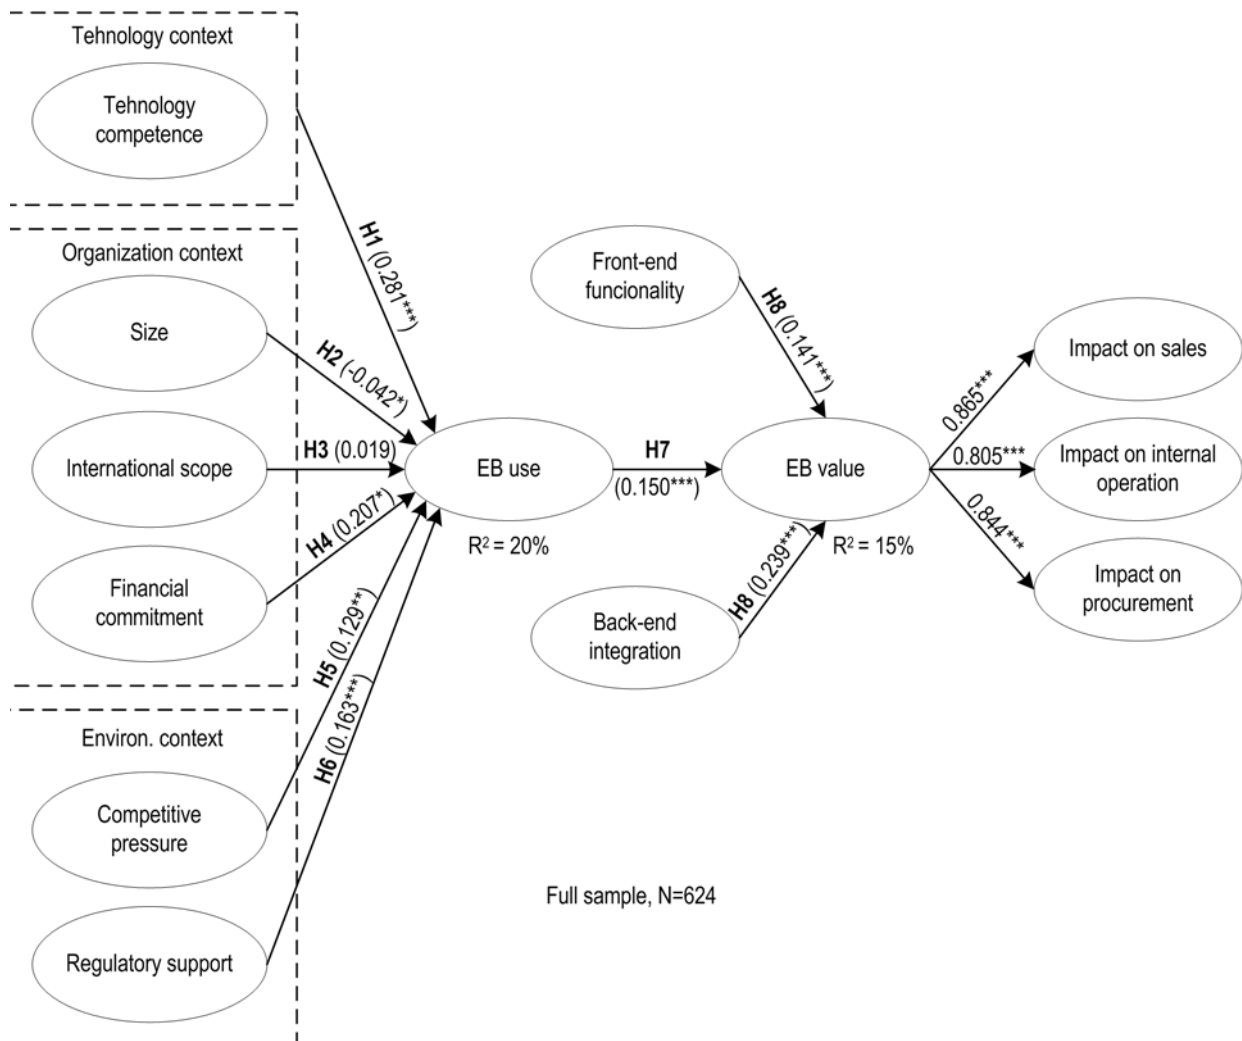 Tehnology context
Tehnology
competence
H1 (0.281***)
Organization context
Size
H2 (-0.042*)
International scope
H3 (0.019)
Financial
commitment
H4 (0.207*)
Environ. context
Competitive
pressure
H5 (0.129**)
Regulatory support
H6 (0.163***)
EB use
R² = 20%
H7
(0.150***)
Front-end
funcionality
H8 (0.141***)
EB value
R² = 15%
Back-end
integration
H8 (0.239***)
0.865***
Impact on sales
0.805***
Impact on internal
operation
0.844***
Impact on
procurement
Full sample, N=624